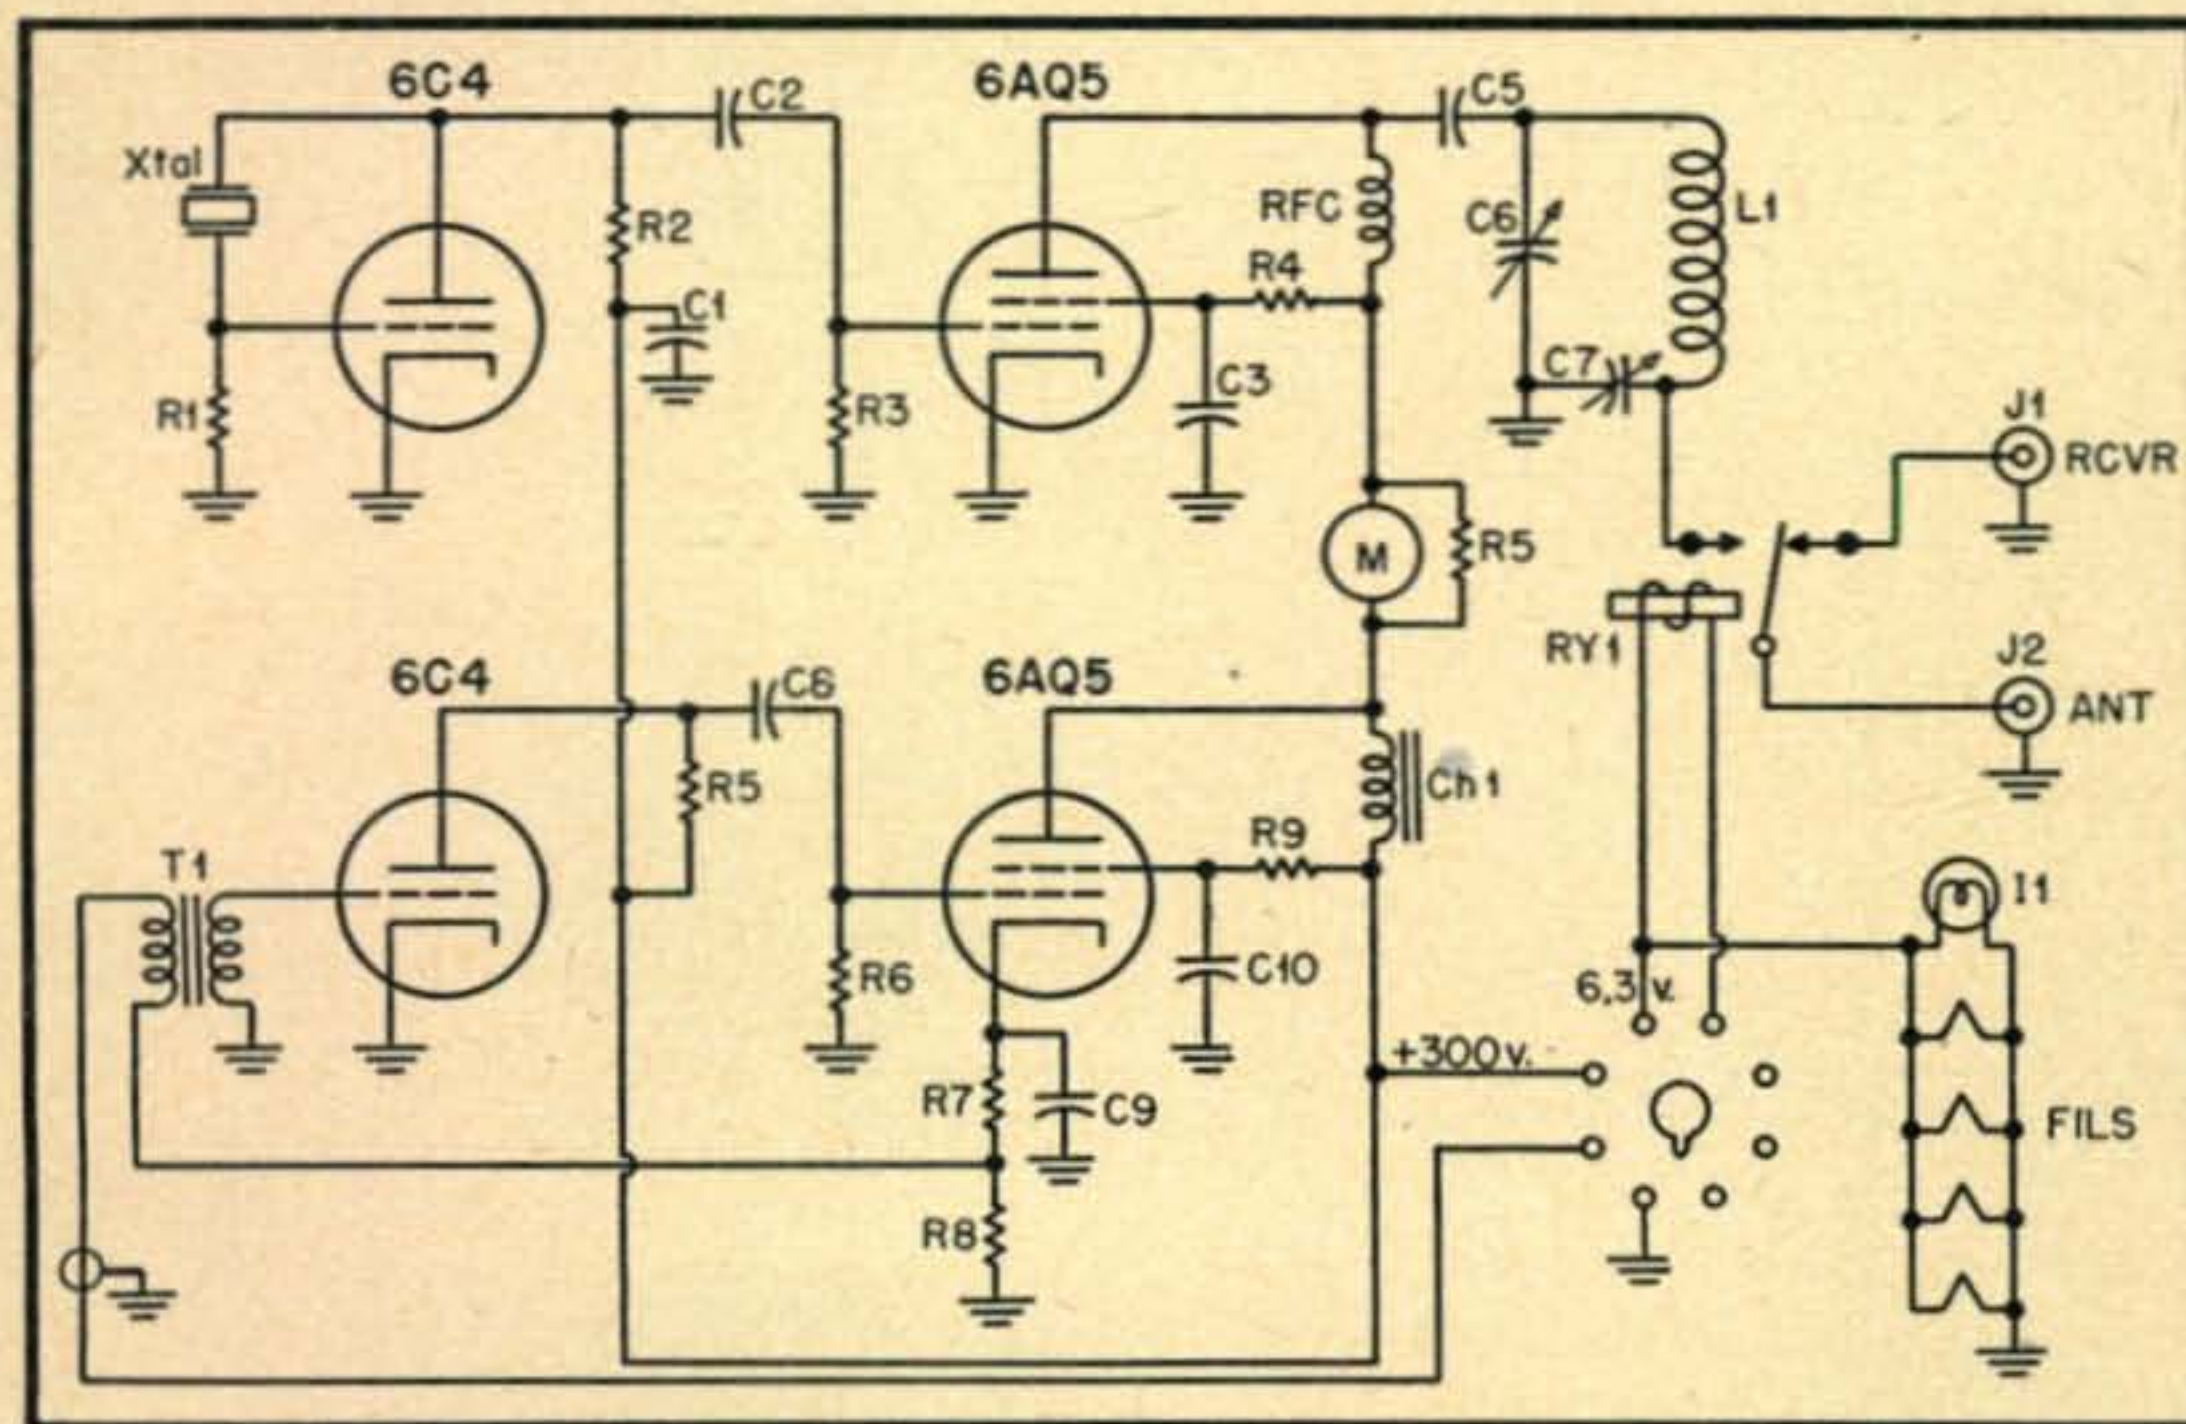 6C4
6AQ5
C2
C5
Xtal
R2
RFC
C6
L1
R4
C1
C7
C3
R1
R3
J1
RCVR
M
R5
RY1
J2
ANT
6C4
6AQ5
C6
R5
Ch1
T1
R9
I1
R6
C10
6,3 v.
+300v.
R7
C9
FILS
R8